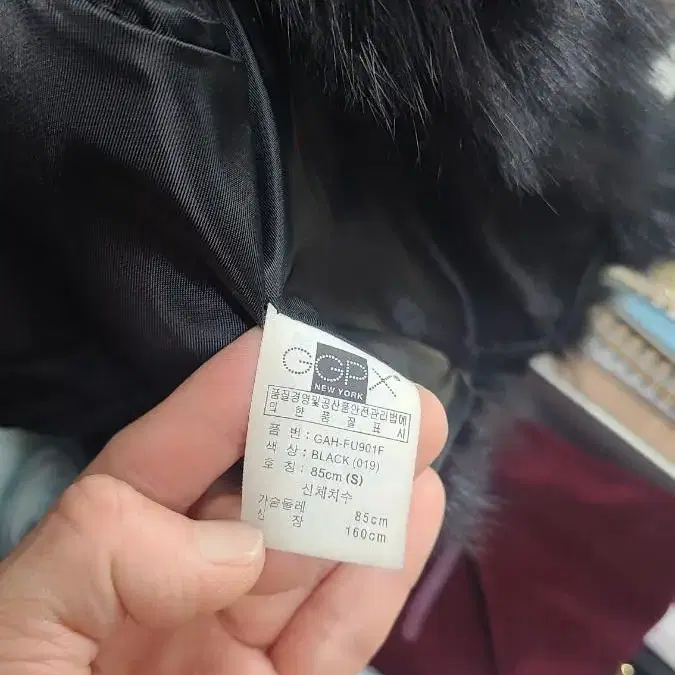 GGPX
NEW YORK
품질경영및공산품안전관리법에
의 한 품 질 표 시
품 번 : GAH-FU901F
색 상 : BLACK (019)
호 칭 : 85cm (S)
신체치수
가슴둘레 85cm
신 장 160cm